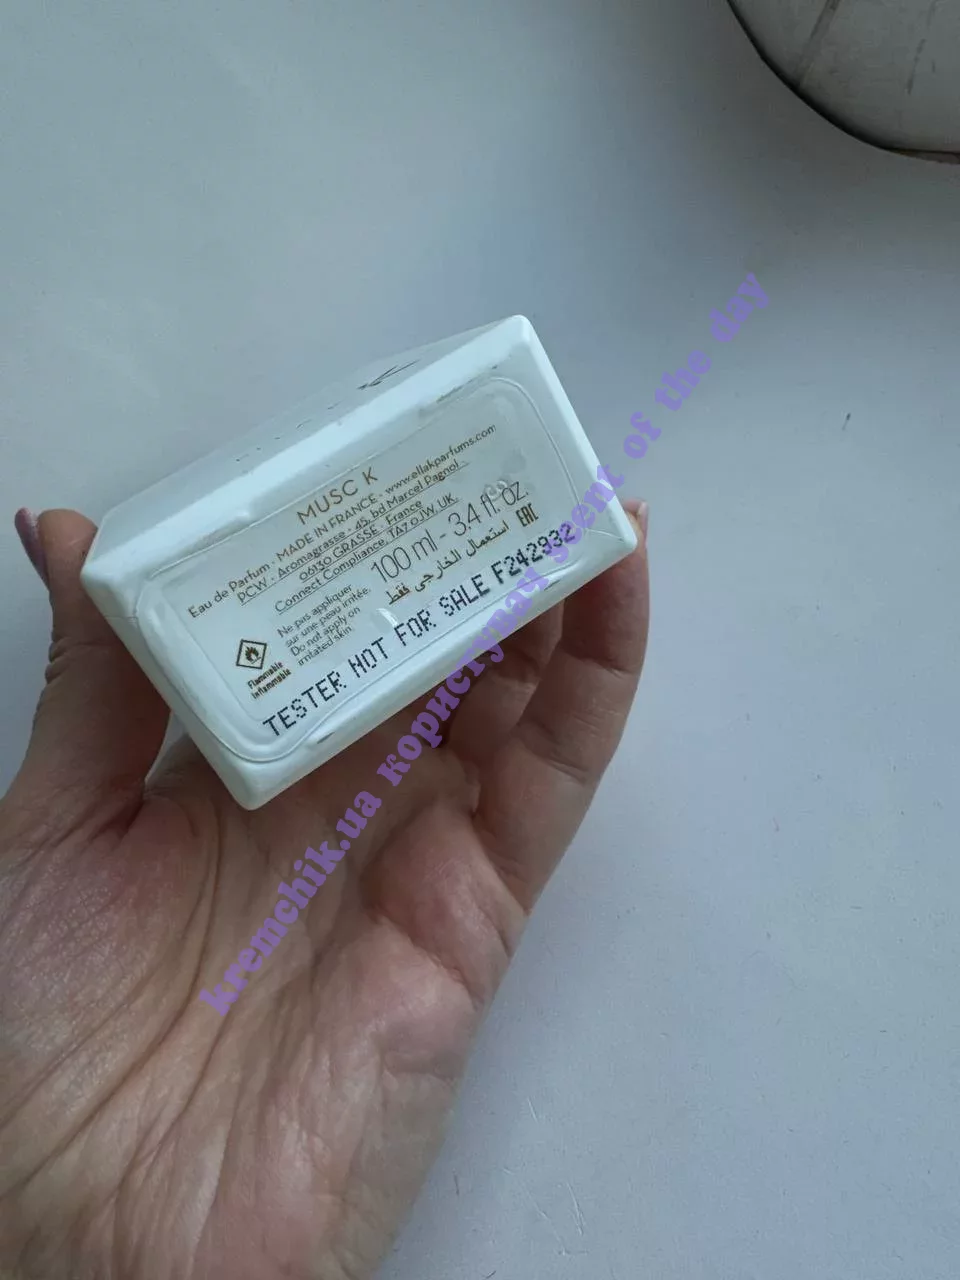 MUSC K
Eau de Parfum - MADE IN FRANCE - www.ellakparfums.com
PCW - Aromagrasse - 45, bd Marcel Pagnol
06130 GRASSE - France
Connect Compliance, TA7 0JW, UK.
100 ml - 3.4 fl. oz.
Ne pas appliquer
sur une peau irritée.
Do not apply on
irritated skin.
استعمال الخارجي فقط
EAC
Flammable
Inflammable
TESTER NOT FOR SALE F242932
kremchik.ua користувач scent of the day